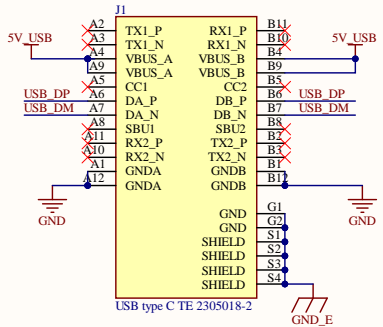 J1
A2 TX1_P RX1_P B11
A3 TX1_N RX1_N B10
5V_USB A4 VBUS_A VBUS_B B4 5V_USB
A9 VBUS_A VBUS_B B9
A5 CC1 CC2 B5
USB_DP A6 DA_P DB_P B6 USB_DP
USB_DM A7 DA_N DB_N B7 USB_DM
A8 SBU1 SBU2 B8
A11 RX2_P TX2_P B2
A10 RX2_N TX2_N B3
A1 GNDA GNDB B1
A12 GNDA GNDB B12
GND GND
GND G1
GND G2
SHIELD S1
SHIELD S2
SHIELD S3
SHIELD S4
USB type C TE 2305018-2
GND_E